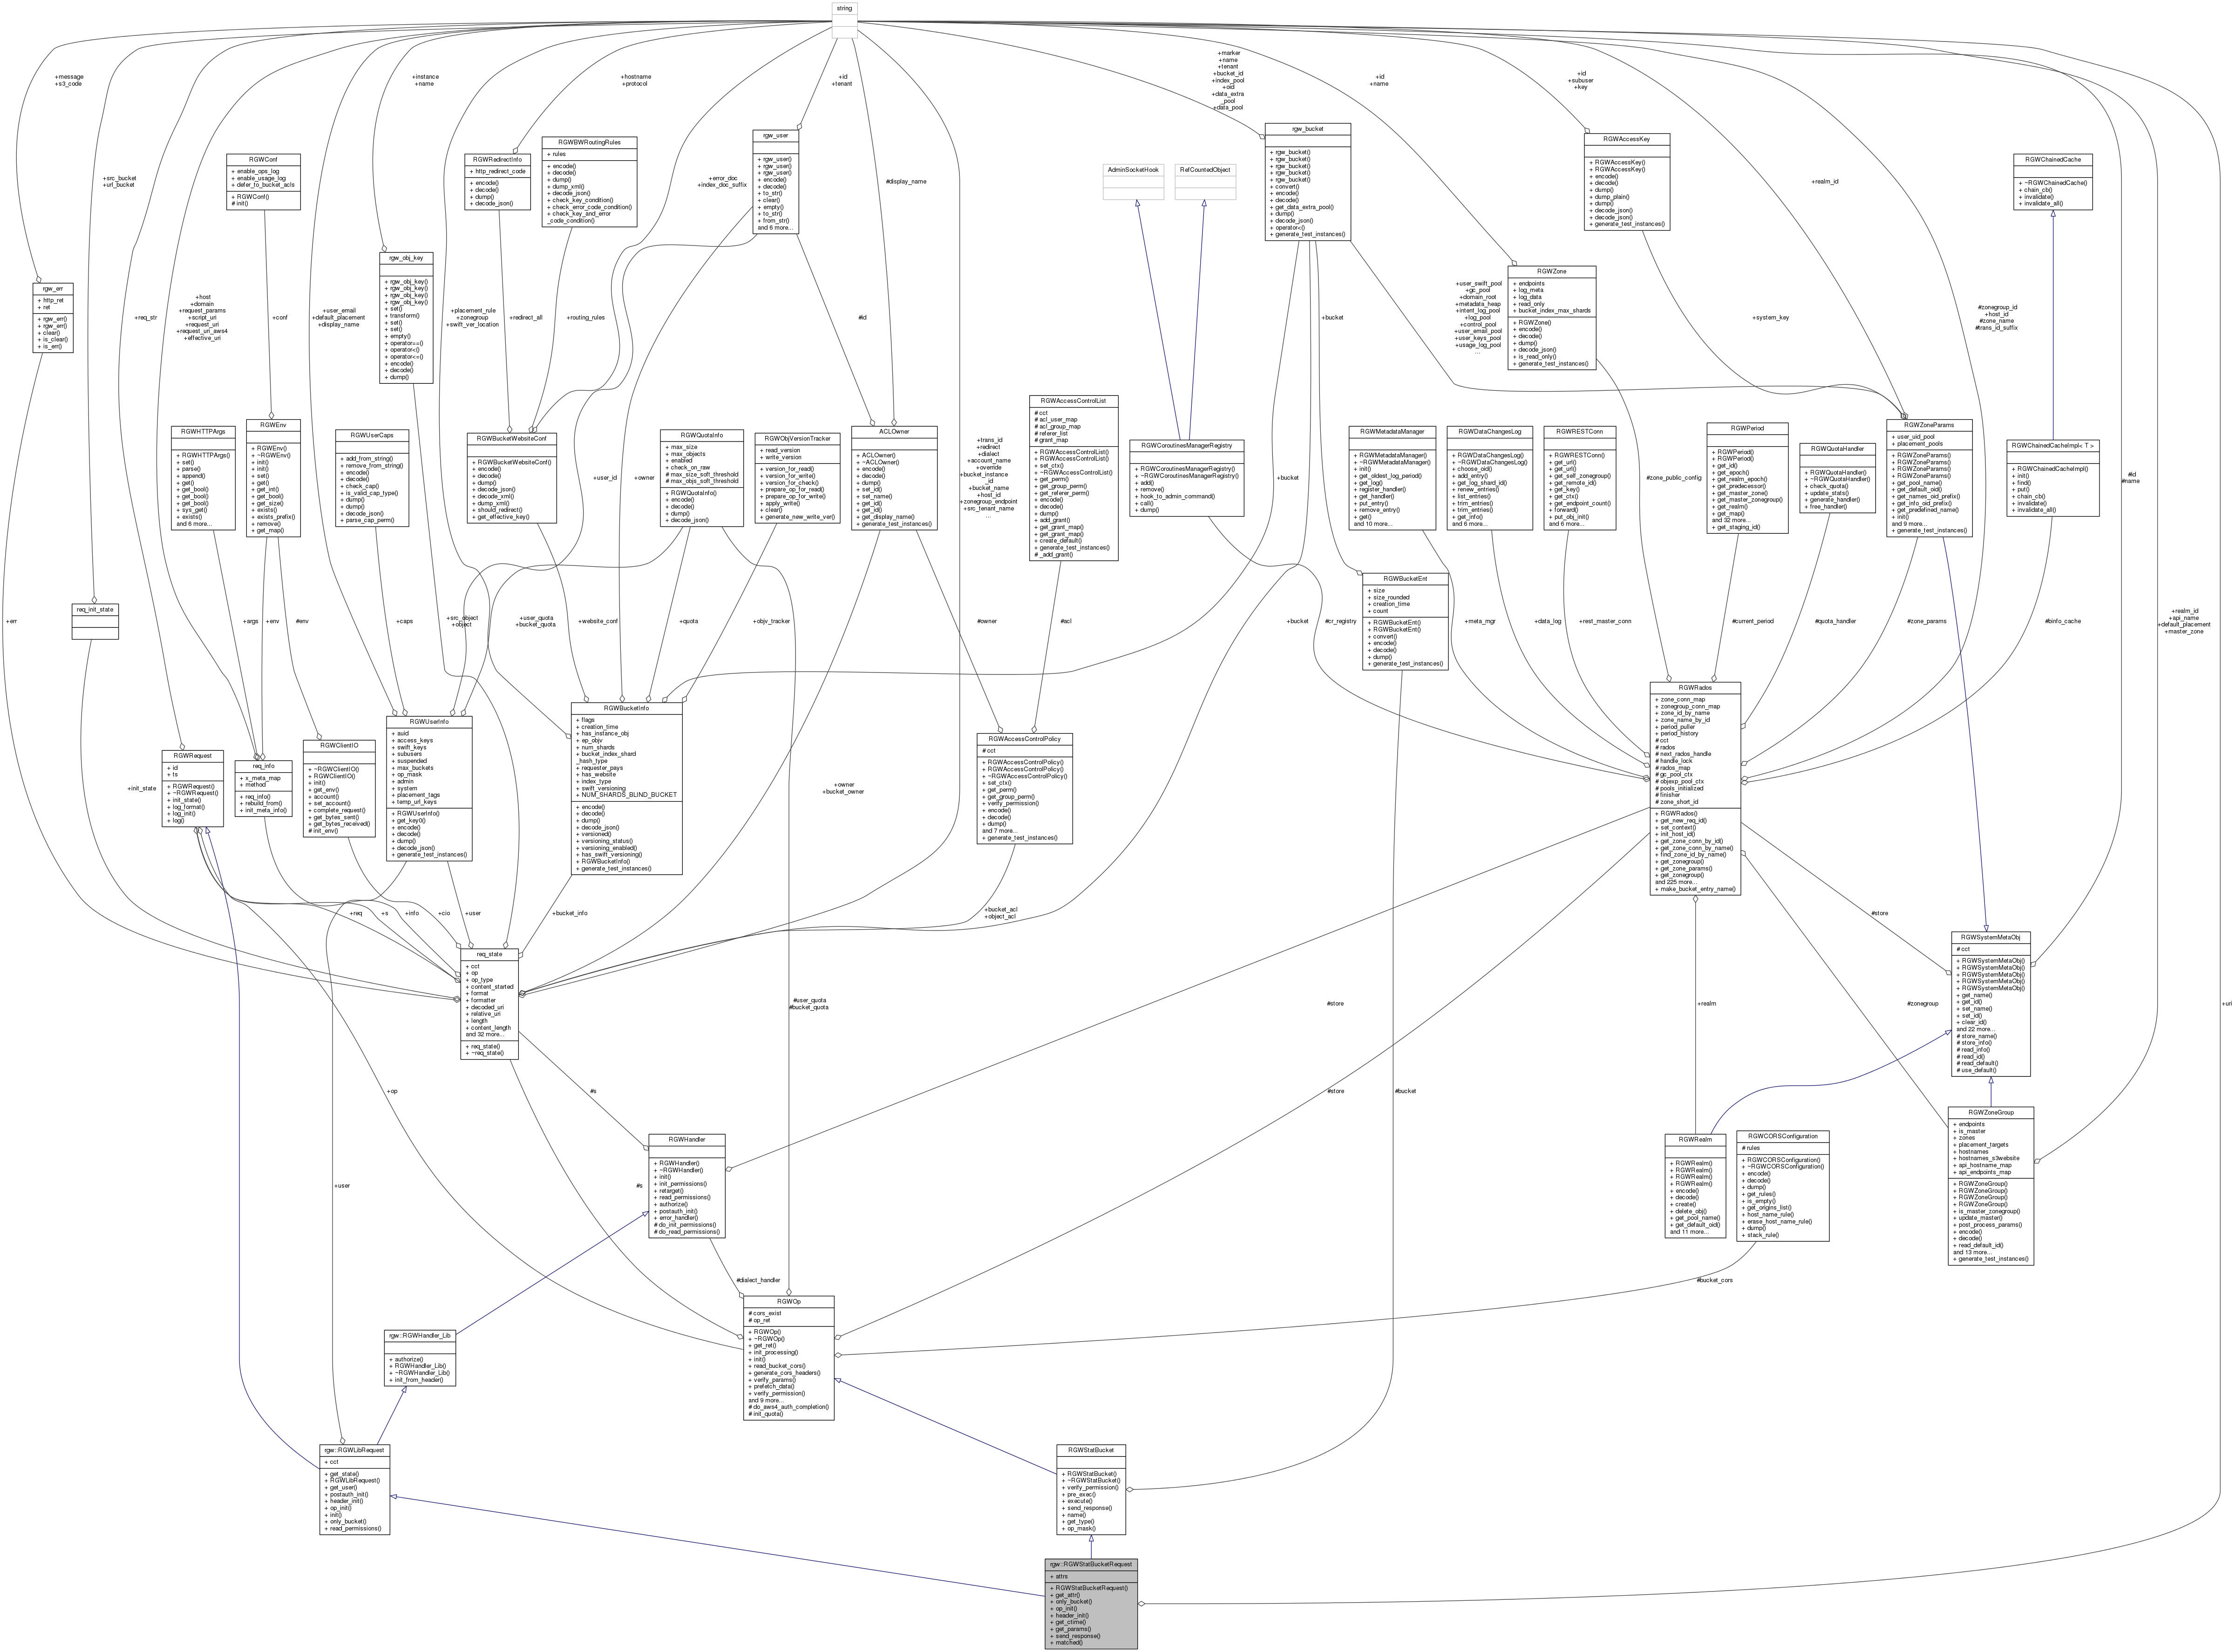 string
+message
+s3_code
+src_bucket
+url_bucket
+req_str
+host
+domain
+request_params
+script_uri
+request_uri
+request_uri_aws4
+effective_uri
+user_email
+default_placement
+display_name
+instance
+name
+placement_rule
+zonegroup
+swift_ver_location
+hostname
+protocol
+error_doc
+index_doc_suffix
+id
+tenant
#display_name
+trans_id
+redirect
+dialect
+account_name
+override
+bucket_instance
_id
+bucket_name
+host_id
+zonegroup_endpoint
+src_tenant_name
...
+marker
+name
+tenant
+bucket_id
+index_pool
+oid
+data_extra
_pool
+data_pool
+id
+name
+id
+subuser
+key
+realm_id
+user_swift_pool
+gc_pool
+domain_root
+metadata_heap
+intent_log_pool
+log_pool
+control_pool
+user_email_pool
+user_keys_pool
+usage_log_pool
...
#zonegroup_id
+host_id
#zone_name
#trans_id_suffix
#id
#name
+realm_id
+api_name
+default_placement
+master_zone
+uri
rgw_err
+ http_ret
+ ret
+ rgw_err()
+ rgw_err()
+ clear()
+ is_clear()
+ is_err()
+err
RGWConf
+ enable_ops_log
+ enable_usage_log
+ defer_to_bucket_acls
+ RGWConf()
# init()
+conf
rgw_obj_key
+ rgw_obj_key()
+ rgw_obj_key()
+ rgw_obj_key()
+ rgw_obj_key()
+ set()
+ transform()
+ set()
+ set()
+ empty()
+ operator==()
+ operator<()
+ operator<=()
+ encode()
+ decode()
+ dump()
+src_object
+object
RGWRedirectInfo
+ http_redirect_code
+ encode()
+ decode()
+ dump()
+ decode_json()
+redirect_all
RGWBWRoutingRules
+ rules
+ encode()
+ decode()
+ dump()
+ dump_xml()
+ decode_json()
+ check_key_condition()
+ check_error_code_condition()
+ check_key_and_error
_code_condition()
+routing_rules
rgw_user
+ rgw_user()
+ rgw_user()
+ rgw_user()
+ encode()
+ decode()
+ to_str()
+ clear()
+ empty()
+ to_str()
+ from_str()
and 6 more...
#id
+user_id
+owner
AdminSocketHook
RefCountedObject
rgw_bucket
+ rgw_bucket()
+ rgw_bucket()
+ rgw_bucket()
+ rgw_bucket()
+ rgw_bucket()
+ convert()
+ encode()
+ decode()
+ get_data_extra_pool()
+ dump()
+ decode_json()
+ operator<()
+ generate_test_instances()
+bucket
+bucket
+bucket
RGWZone
+ endpoints
+ log_meta
+ log_data
+ read_only
+ bucket_index_max_shards
+ RGWZone()
+ encode()
+ decode()
+ dump()
+ decode_json()
+ is_read_only()
+ generate_test_instances()
#zone_public_config
RGWAccessKey
+ RGWAccessKey()
+ RGWAccessKey()
+ encode()
+ decode()
+ dump()
+ dump_plain()
+ dump()
+ decode_json()
+ decode_json()
+ generate_test_instances()
+system_key
RGWChainedCache
+ ~RGWChainedCache()
+ chain_cb()
+ invalidate()
+ invalidate_all()
RGWHTTPArgs
+ RGWHTTPArgs()
+ set()
+ parse()
+ append()
+ get()
+ get_bool()
+ get_bool()
+ get_bool()
+ sys_get()
+ exists()
and 6 more...
+args
RGWEnv
+ RGWEnv()
+ ~RGWEnv()
+ init()
+ init()
+ set()
+ get()
+ get_int()
+ get_bool()
+ get_size()
+ exists()
+ exists_prefix()
+ remove()
+ get_map()
+env
#env
RGWUserCaps
+ add_from_string()
+ remove_from_string()
+ encode()
+ decode()
+ check_cap()
+ is_valid_cap_type()
+ dump()
+ decode_json()
+ parse_cap_perm()
+caps
RGWBucketWebsiteConf
+ RGWBucketWebsiteConf()
+ encode()
+ decode()
+ dump()
+ decode_json()
+ decode_xml()
+ dump_xml()
+ should_redirect()
+ get_effective_key()
+website_conf
RGWQuotaInfo
+ max_size
+ max_objects
+ enabled
+ check_on_raw
# max_size_soft_threshold
# max_objs_soft_threshold
+ RGWQuotaInfo()
+ encode()
+ decode()
+ dump()
+ decode_json()
+user_quota
+bucket_quota
+quota
#user_quota
#bucket_quota
RGWObjVersionTracker
+ read_version
+ write_version
+ version_for_read()
+ version_for_write()
+ version_for_check()
+ prepare_op_for_read()
+ prepare_op_for_write()
+ apply_write()
+ clear()
+ generate_new_write_ver()
+objv_tracker
ACLOwner
+ ACLOwner()
+ ~ACLOwner()
+ encode()
+ decode()
+ dump()
+ set_id()
+ set_name()
+ get_id()
+ get_id()
+ get_display_name()
+ generate_test_instances()
#owner
+owner
+bucket_owner
RGWAccessControlList
# cct
# acl_user_map
# acl_group_map
# referer_list
# grant_map
+ RGWAccessControlList()
+ RGWAccessControlList()
+ set_ctx()
+ ~RGWAccessControlList()
+ get_perm()
+ get_group_perm()
+ get_referer_perm()
+ encode()
+ decode()
+ dump()
+ add_grant()
+ get_grant_map()
+ get_grant_map()
+ create_default()
+ generate_test_instances()
# _add_grant()
#acl
RGWCoroutinesManagerRegistry
+ RGWCoroutinesManagerRegistry()
+ ~RGWCoroutinesManagerRegistry()
+ add()
+ remove()
+ hook_to_admin_command()
+ call()
+ dump()
#cr_registry
RGWMetadataManager
+ RGWMetadataManager()
+ ~RGWMetadataManager()
+ init()
+ get_oldest_log_period()
+ get_log()
+ register_handler()
+ get_handler()
+ put_entry()
+ remove_entry()
+ get()
and 10 more...
+meta_mgr
RGWDataChangesLog
+ RGWDataChangesLog()
+ ~RGWDataChangesLog()
+ choose_oid()
+ add_entry()
+ get_log_shard_id()
+ renew_entries()
+ list_entries()
+ trim_entries()
+ trim_entries()
+ get_info()
and 6 more...
+data_log
RGWRESTConn
+ RGWRESTConn()
+ get_url()
+ get_url()
+ get_self_zonegroup()
+ get_remote_id()
+ get_key()
+ get_ctx()
+ get_endpoint_count()
+ forward()
+ put_obj_init()
and 6 more...
+rest_master_conn
RGWPeriod
+ RGWPeriod()
+ RGWPeriod()
+ get_id()
+ get_epoch()
+ get_realm_epoch()
+ get_predecessor()
+ get_master_zone()
+ get_master_zonegroup()
+ get_realm()
+ get_map()
and 32 more...
+ get_staging_id()
#current_period
RGWQuotaHandler
+ RGWQuotaHandler()
+ ~RGWQuotaHandler()
+ check_quota()
+ update_stats()
+ generate_handler()
+ free_handler()
#quota_handler
RGWZoneParams
+ user_uid_pool
+ placement_pools
+ RGWZoneParams()
+ RGWZoneParams()
+ RGWZoneParams()
+ RGWZoneParams()
+ get_pool_name()
+ get_default_oid()
+ get_names_oid_prefix()
+ get_info_oid_prefix()
+ get_predefined_name()
+ init()
and 9 more...
+ generate_test_instances()
#zone_params
RGWChainedCacheImpl< T >
+ RGWChainedCacheImpl()
+ init()
+ find()
+ put()
+ chain_cb()
+ invalidate()
+ invalidate_all()
#binfo_cache
RGWBucketEnt
+ size
+ size_rounded
+ creation_time
+ count
+ RGWBucketEnt()
+ RGWBucketEnt()
+ convert()
+ encode()
+ decode()
+ dump()
+ generate_test_instances()
#bucket
req_init_state
+init_state
RGWRequest
+ id
+ ts
+ RGWRequest()
+ ~RGWRequest()
+ init_state()
+ log_format()
+ log_init()
+ log()
+req
+s
+op
req_info
+ x_meta_map
+ method
+ req_info()
+ rebuild_from()
+ init_meta_info()
+info
RGWClientIO
+ ~RGWClientIO()
+ RGWClientIO()
+ init()
+ get_env()
+ account()
+ set_account()
+ complete_request()
+ get_bytes_sent()
+ get_bytes_received()
# init_env()
+cio
RGWUserInfo
+ auid
+ access_keys
+ swift_keys
+ subusers
+ suspended
+ max_buckets
+ op_mask
+ admin
+ system
+ placement_tags
+ temp_url_keys
+ RGWUserInfo()
+ get_key0()
+ encode()
+ decode()
+ dump()
+ decode_json()
+ generate_test_instances()
+user
+user
RGWBucketInfo
+ flags
+ creation_time
+ has_instance_obj
+ ep_objv
+ num_shards
+ bucket_index_shard
_hash_type
+ requester_pays
+ has_website
+ index_type
+ swift_versioning
+ NUM_SHARDS_BLIND_BUCKET
+ encode()
+ decode()
+ dump()
+ decode_json()
+ versioned()
+ versioning_status()
+ versioning_enabled()
+ has_swift_versioning()
+ RGWBucketInfo()
+ generate_test_instances()
+bucket_info
RGWAccessControlPolicy
# cct
+ RGWAccessControlPolicy()
+ RGWAccessControlPolicy()
+ ~RGWAccessControlPolicy()
+ set_ctx()
+ get_perm()
+ get_group_perm()
+ verify_permission()
+ encode()
+ decode()
+ dump()
and 7 more...
+ generate_test_instances()
+bucket_acl
+object_acl
RGWRados
+ zone_conn_map
+ zonegroup_conn_map
+ zone_id_by_name
+ zone_name_by_id
+ period_puller
+ period_history
# cct
# rados
# next_rados_handle
# handle_lock
# rados_map
# gc_pool_ctx
# objexp_pool_ctx
# pools_initialized
# finisher
# zone_short_id
+ RGWRados()
+ get_new_req_id()
+ set_context()
+ init_host_id()
+ get_zone_conn_by_id()
+ get_zone_conn_by_name()
+ find_zone_id_by_name()
+ get_zonegroup()
+ get_zone_params()
+ get_zonegroup()
and 225 more...
+ make_bucket_entry_name()
#store
#store
#store
+realm
#zonegroup
RGWSystemMetaObj
# cct
+ RGWSystemMetaObj()
+ RGWSystemMetaObj()
+ RGWSystemMetaObj()
+ RGWSystemMetaObj()
+ RGWSystemMetaObj()
+ get_name()
+ get_id()
+ set_name()
+ set_id()
+ clear_id()
and 22 more...
# store_name()
# store_info()
# read_info()
# read_id()
# read_default()
# use_default()
req_state
+ cct
+ op
+ op_type
+ content_started
+ format
+ formatter
+ decoded_uri
+ relative_uri
+ length
+ content_length
and 32 more...
+ req_state()
+ ~req_state()
#s
#s
RGWHandler
+ RGWHandler()
+ ~RGWHandler()
+ init()
+ init_permissions()
+ retarget()
+ read_permissions()
+ authorize()
+ postauth_init()
+ error_handler()
# do_init_permissions()
# do_read_permissions()
#dialect_handler
RGWRealm
+ RGWRealm()
+ RGWRealm()
+ RGWRealm()
+ RGWRealm()
+ encode()
+ decode()
+ create()
+ delete_obj()
+ get_pool_name()
+ get_default_oid()
and 11 more...
RGWCORSConfiguration
# rules
+ RGWCORSConfiguration()
+ ~RGWCORSConfiguration()
+ encode()
+ decode()
+ dump()
+ get_rules()
+ is_empty()
+ get_origins_list()
+ host_name_rule()
+ erase_host_name_rule()
+ dump()
+ stack_rule()
#bucket_cors
RGWZoneGroup
+ endpoints
+ is_master
+ zones
+ placement_targets
+ hostnames
+ hostnames_s3website
+ api_hostname_map
+ api_endpoints_map
+ RGWZoneGroup()
+ RGWZoneGroup()
+ RGWZoneGroup()
+ RGWZoneGroup()
+ is_master_zonegroup()
+ update_master()
+ post_process_params()
+ encode()
+ decode()
+ read_default_id()
and 13 more...
+ generate_test_instances()
RGWOp
# cors_exist
# op_ret
+ RGWOp()
+ ~RGWOp()
+ get_ret()
+ init_processing()
+ init()
+ read_bucket_cors()
+ generate_cors_headers()
+ verify_params()
+ prefetch_data()
+ verify_permission()
and 9 more...
# do_aws4_auth_completion()
# init_quota()
rgw::RGWHandler_Lib
+ authorize()
+ RGWHandler_Lib()
+ ~RGWHandler_Lib()
+ init_from_header()
rgw::RGWLibRequest
+ cct
+ get_state()
+ RGWLibRequest()
+ get_user()
+ postauth_init()
+ header_init()
+ op_init()
+ init()
+ only_bucket()
+ read_permissions()
RGWStatBucket
+ RGWStatBucket()
+ ~RGWStatBucket()
+ verify_permission()
+ pre_exec()
+ execute()
+ send_response()
+ name()
+ get_type()
+ op_mask()
rgw::RGWStatBucketRequest
+ attrs
+ RGWStatBucketRequest()
+ get_attr()
+ only_bucket()
+ op_init()
+ header_init()
+ get_ctime()
+ get_params()
+ send_response()
+ matched()